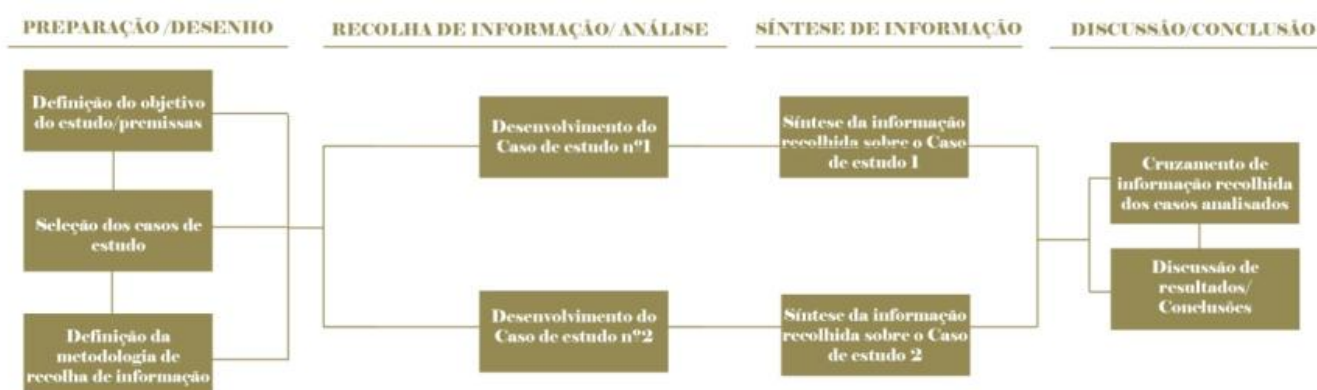 PREPARAÇÃO /DESENHO
RECOLHA DE INFORMAÇÃO/ ANÁLISE
SÍNTESE DE INFORMAÇÃO
DISCUSSÃO/CONCLUSÃO
Definição do objetivo
do estudo/premissas
Seleção dos casos de
estudo
Definição da
metodologia de
recolha de informação
Desenvolvimento do
Caso de estudo nº1
Desenvolvimento do
Caso de estudo nº2
Síntese da informação
recolhida sobre o Caso
de estudo 1
Síntese da informação
recolhida sobre o Caso
de estudo 2
Cruzamento de
informação recolhida
dos casos analisados
Discussão de
resultados/
Conclusões